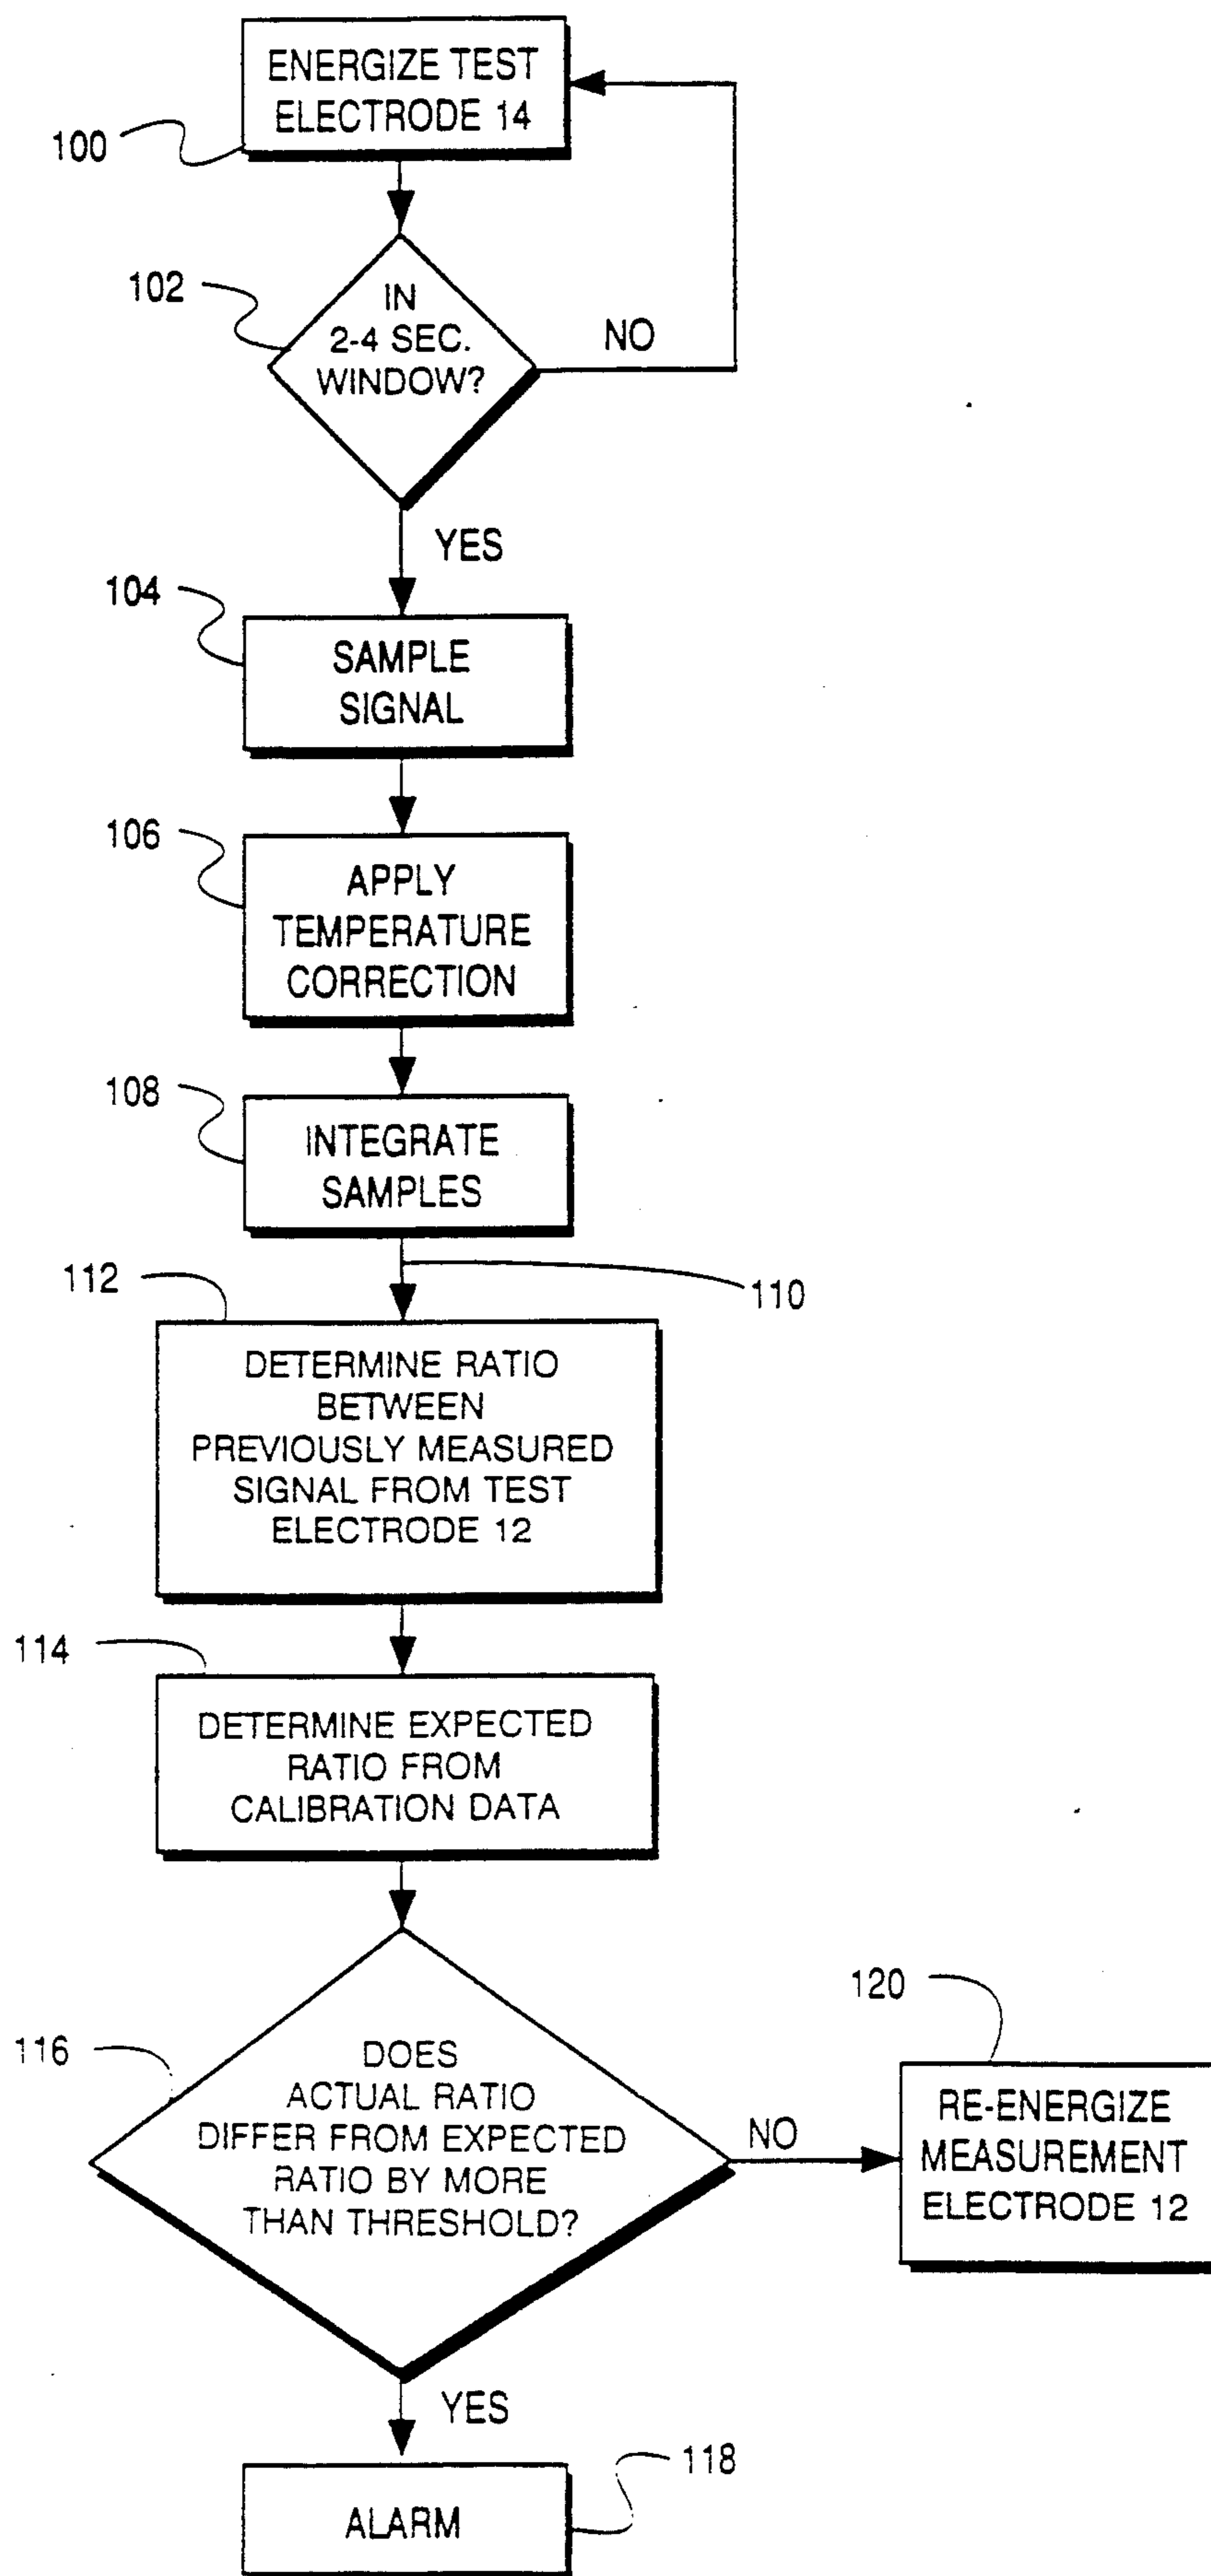 ENERGIZE TEST
ELECTRODE 14
100
102
IN
2-4 SEC.
WINDOW?
NO
YES
104
SAMPLE
SIGNAL
106
APPLY
TEMPERATURE
CORRECTION
108
INTEGRATE
SAMPLES
112
110
DETERMINE RATIO
BETWEEN
PREVIOUSLY MEASURED
SIGNAL FROM TEST
ELECTRODE 12
114
DETERMINE EXPECTED
RATIO FROM
CALIBRATION DATA
116
DOES
ACTUAL RATIO
DIFFER FROM EXPECTED
RATIO BY MORE
THAN THRESHOLD?
NO
120
RE-ENERGIZE
MEASUREMENT
ELECTRODE 12
YES
118
ALARM